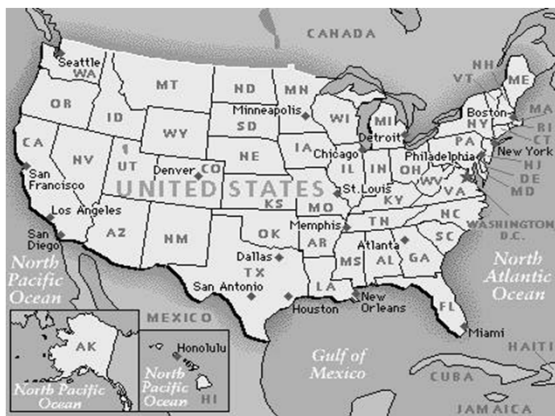 CANADA
Seattle
WA
MT
ND
MN
OR
ID
SD
Minneapolis
WI
MI
NH
VT
ME
MA
Boston
NY
RI
CT
WY
Detroit
New York
CA
NV
UT
NE
IA
Chicago
PA
Philadelphia
NJ
Denver
CO
IL
IN
OH
DE
MD
WV
VA
San
Francisco
UNITED STATES
KS
St. Louis
MO
KY
WASHINGTON
D.C.
Los Angeles
AZ
NM
OK
Memphis
TN
NC
AR
SC
San
Diego
Dallas
TX
Atlanta
MS
AL
GA
North
Pacific
Ocean
San Antonio
LA
North
Atlantic
Ocean
Houston
New
Orleans
FL
Miami
MEXICO
AK
North Pacific
Ocean
Honolulu
North
Pacific
Ocean
HI
Gulf of
Mexico
HAITI
CUBA
JAMAICA